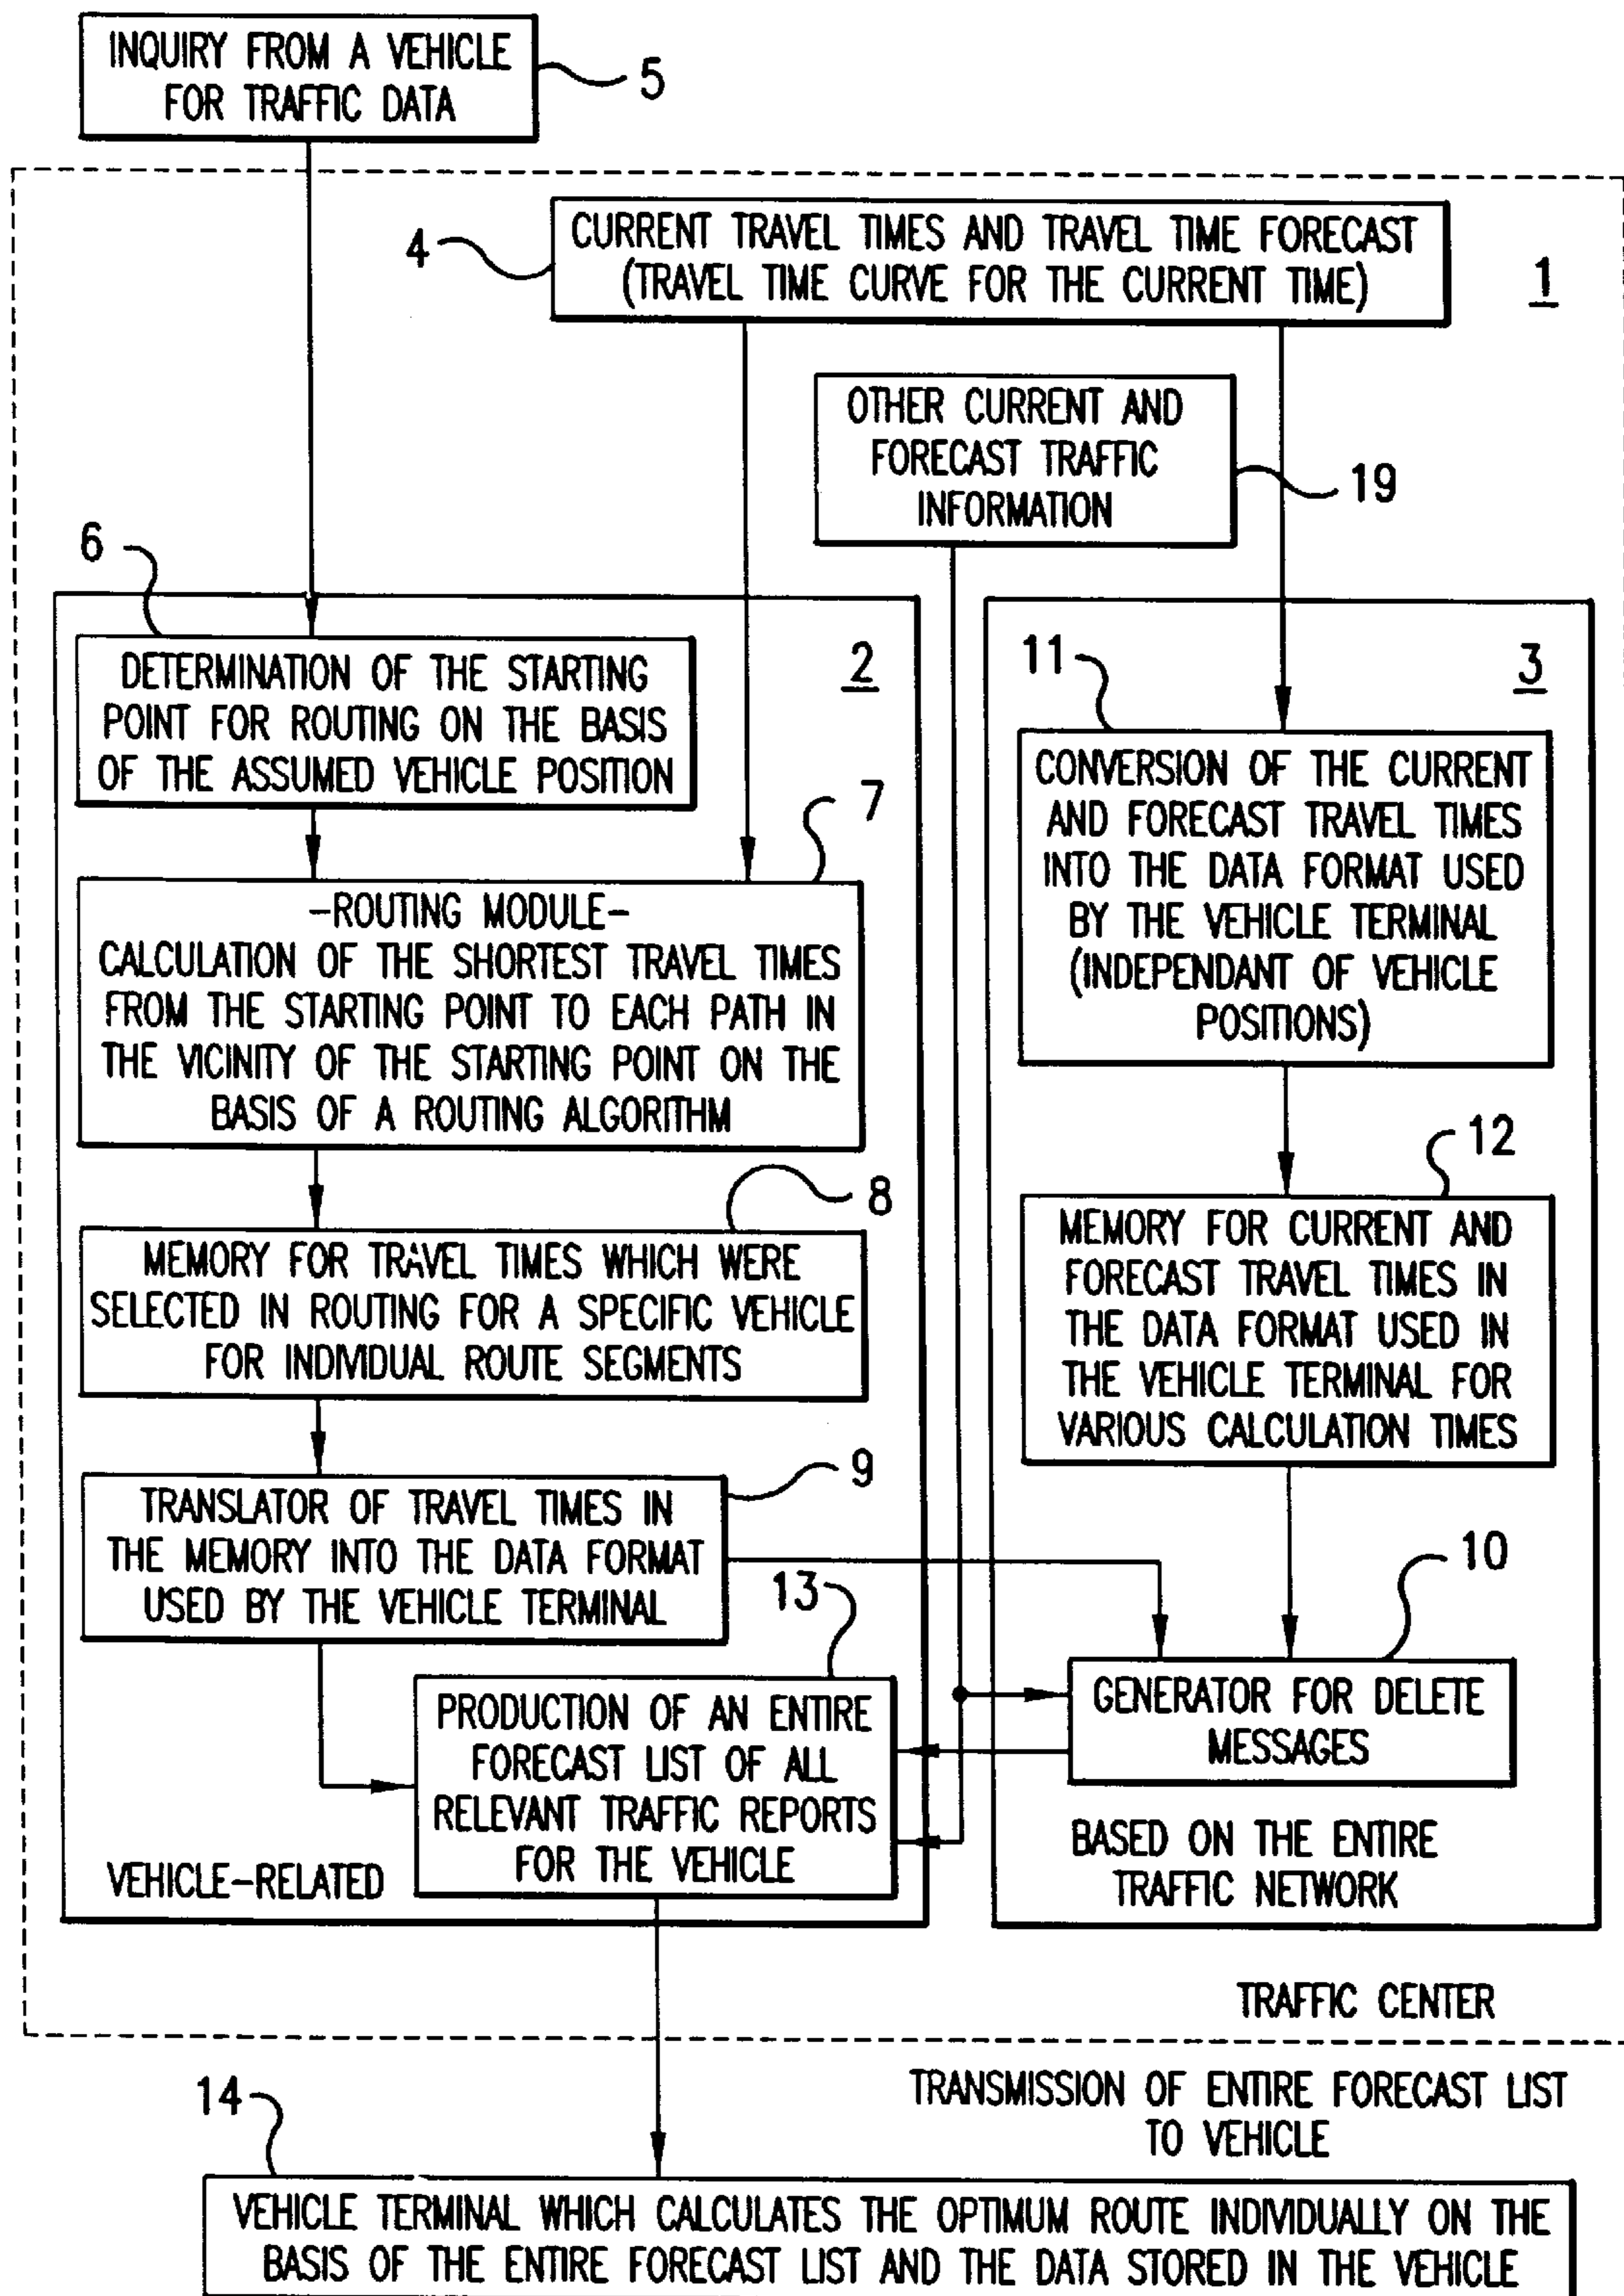 INQUIRY FROM A VEHICLE
FOR TRAFFIC DATA
5
4
CURRENT TRAVEL TIMES AND TRAVEL TIME FORECAST
(TRAVEL TIME CURVE FOR THE CURRENT TIME)
1
OTHER CURRENT AND
FORECAST TRAFFIC
INFORMATION
19
6
DETERMINATION OF THE STARTING
POINT FOR ROUTING ON THE BASIS
OF THE ASSUMED VEHICLE POSITION
2
7
-ROUTING MODULE-
CALCULATION OF THE SHORTEST TRAVEL TIMES
FROM THE STARTING POINT TO EACH PATH IN
THE VICINITY OF THE STARTING POINT ON THE
BASIS OF A ROUTING ALGORITHM
8
MEMORY FOR TRAVEL TIMES WHICH WERE
SELECTED IN ROUTING FOR A SPECIFIC VEHICLE
FOR INDIVIDUAL ROUTE SEGMENTS
9
TRANSLATOR OF TRAVEL TIMES IN
THE MEMORY INTO THE DATA FORMAT
USED BY THE VEHICLE TERMINAL
13
PRODUCTION OF AN ENTIRE
FORECAST LIST OF ALL
RELEVANT TRAFFIC REPORTS
FOR THE VEHICLE
VEHICLE-RELATED
3
11
CONVERSION OF THE CURRENT
AND FORECAST TRAVEL TIMES
INTO THE DATA FORMAT USED
BY THE VEHICLE TERMINAL
(INDEPENDANT OF VEHICLE
POSITIONS)
12
MEMORY FOR CURRENT AND
FORECAST TRAVEL TIMES IN
THE DATA FORMAT USED IN
THE VEHICLE TERMINAL FOR
VARIOUS CALCULATION TIMES
10
GENERATOR FOR DELETE
MESSAGES
BASED ON THE ENTIRE
TRAFFIC NETWORK
TRAFFIC CENTER
TRANSMISSION OF ENTIRE FORECAST LIST
TO VEHICLE
14
VEHICLE TERMINAL WHICH CALCULATES THE OPTIMUM ROUTE INDIVIDUALLY ON THE
BASIS OF THE ENTIRE FORECAST LIST AND THE DATA STORED IN THE VEHICLE